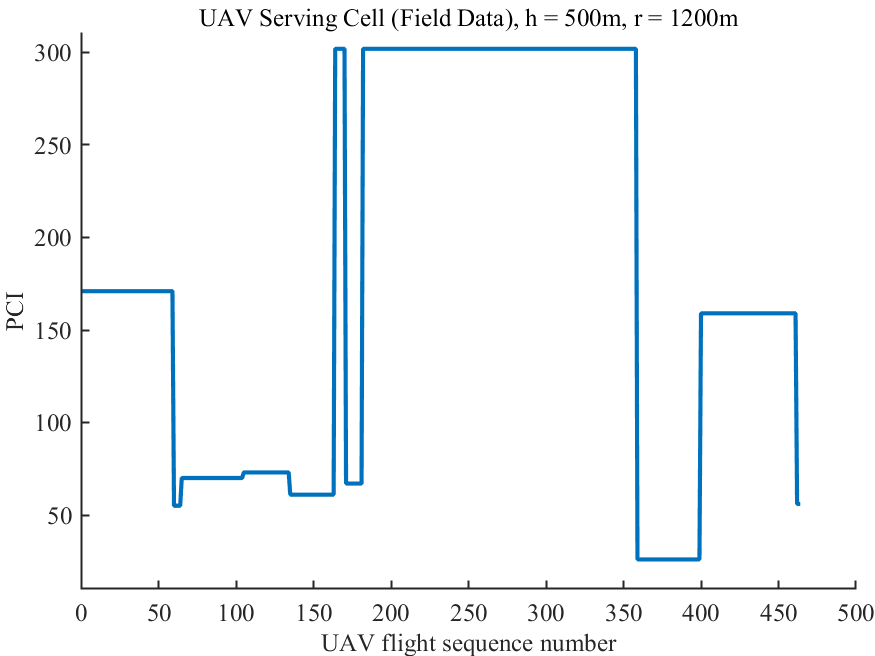 UAV Serving Cell (Field Data), h = 500m, r = 1200m
300
250
200
150
100
50
PCI
0 50 100 150 200 250 300 350 400 450 500
UAV flight sequence number